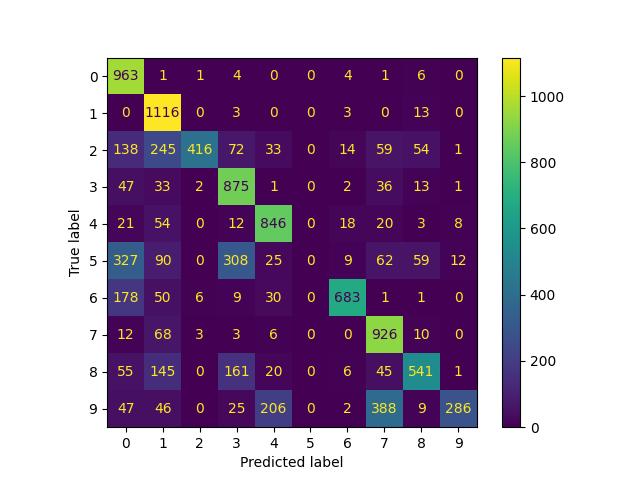 0 963 1 1 4 0 0 4 1 6 0
1 0 1116 0 3 0 0 3 0 13 0
2 138 245 416 72 33 0 14 59 54 1
3 47 33 2 875 1 0 2 36 13 1
4 21 54 0 12 846 0 18 20 3 8
5 327 90 0 308 25 0 9 62 59 12
6 178 50 6 9 30 0 683 1 1 0
7 12 68 3 3 6 0 0 926 10 0
8 55 145 0 161 20 0 6 45 541 1
9 47 46 0 25 206 0 2 388 9 286
0 1 2 3 4 5 6 7 8 9
Predicted label
True label
1000
800
600
400
200
0